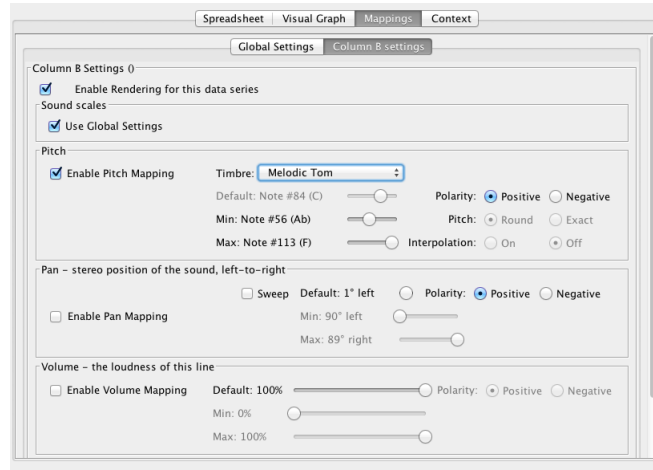 Spreadsheet Visual Graph Mappings Context
Global Settings Column B settings
Column B Settings ()
Enable Rendering for this data series
Sound scales
Use Global Settings
Pitch
Enable Pitch Mapping Timbre: Melodic Tom
Default: Note #84 (C) Polarity: Positive Negative
Min: Note #56 (Ab) Pitch: Round Exact
Max: Note #113 (F) Interpolation: On Off
Pan – stereo position of the sound, left-to-right
Sweep Default: 1° left Polarity: Positive Negative
Enable Pan Mapping Min: 90° left
Max: 89° right
Volume – the loudness of this line
Enable Volume Mapping Default: 100% Polarity: Positive Negative
Min: 0%
Max: 100%